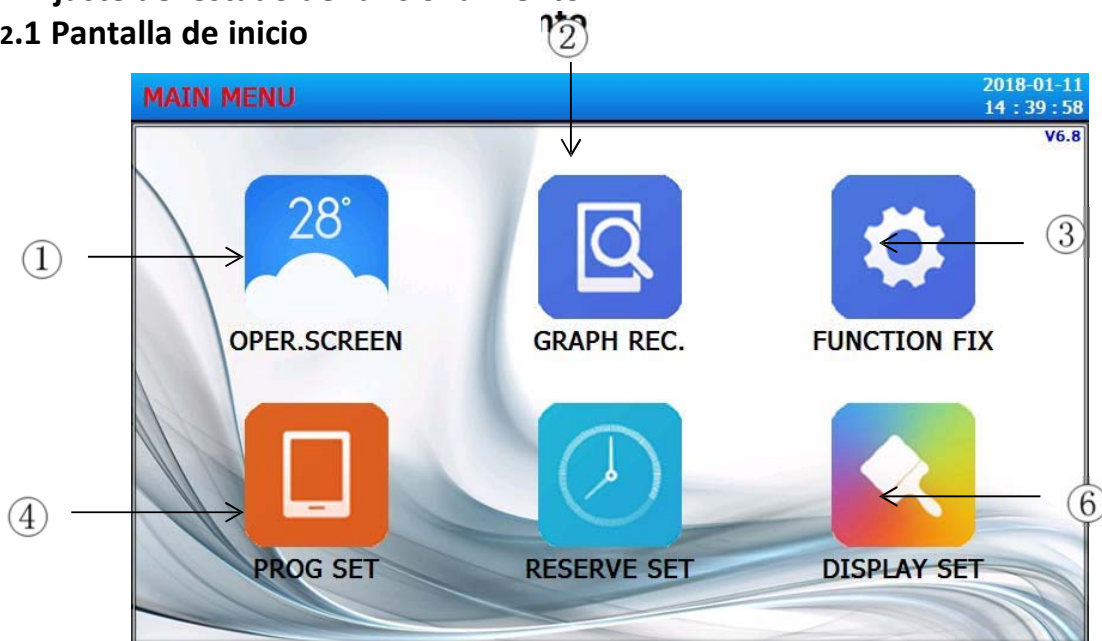 2.1 Pantalla de inicio
②
MAIN MENU
2018-01-11
14 : 39 : 58
V6.8
28°
①
③
OPER.SCREEN
GRAPH REC.
FUNCTION FIX
④
⑥
PROG SET
RESERVE SET
DISPLAY SET